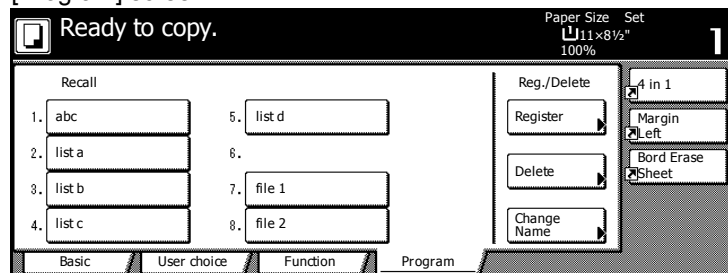 Ready to copy.
Paper Size Set
11×8½"
100%
1
Recall
1. abc
2. list a
3. list b
4. list c
5. list d
6.
7. file 1
8. file 2
Reg./Delete
Register
Delete
Change
Name
4 in 1
Margin
Left
Bord Erase
Sheet
Basic
User choice
Function
Program